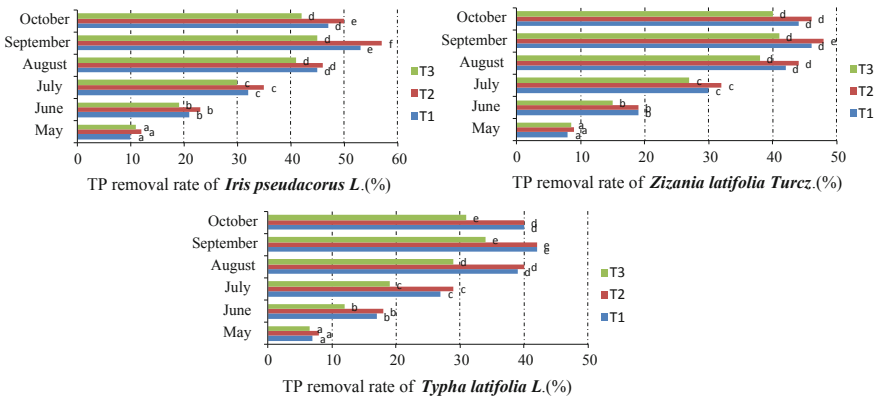 October d e d
September d f e
August d d d
July c c c
June b b b
May a a a
T3
T2
T1
0 10 20 30 40 50 60
TP removal rate of Iris pseudacorus L.(%)
October d d d
September d e d
August d d d
July c c c
June b b b
May a a a
T3
T2
T1
0 10 20 30 40 50
TP removal rate of Zizania latifolia Turcz.(%)
October e d d
September e e e
August d d d
July c c c
June b b b
May a a a
T3
T2
T1
0 10 20 30 40 50
TP removal rate of Typha latifolia L.(%)